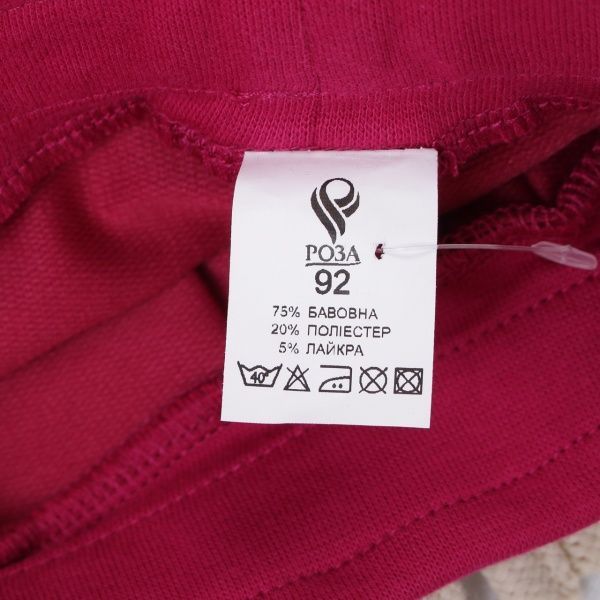 РОЗА
92
75% БАВОВНА
20% ПОЛІЕСТЕР
5% ЛАЙКРА
40°